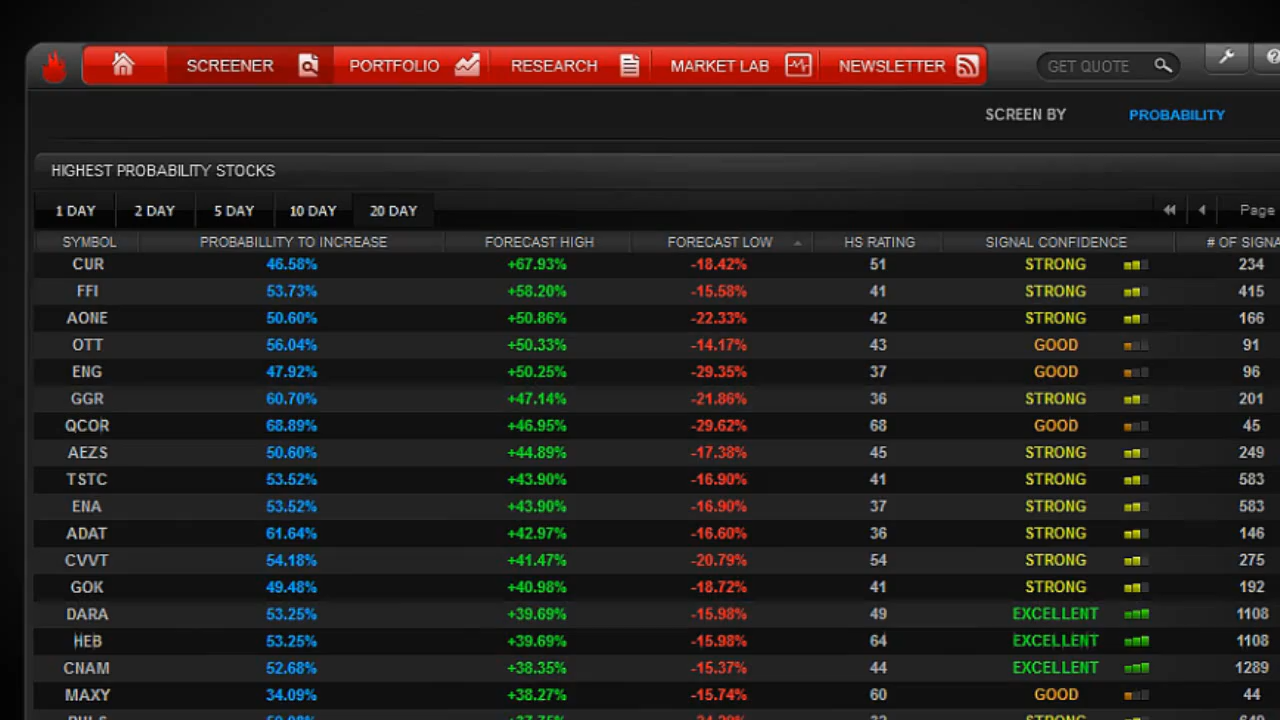 SCREENER PORTFOLIO RESEARCH MARKET LAB NEWSLETTER GET QUOTE
SCREEN BY PROBABILITY
HIGHEST PROBABILITY STOCKS
1 DAY 2 DAY 5 DAY 10 DAY 20 DAY Page
SYMBOL PROBABILLITY TO INCREASE FORECAST HIGH FORECAST LOW HS RATING SIGNAL CONFIDENCE # OF SIGNA
CUR 46.58% +67.93% -18.42% 51 STRONG 234
FFI 53.73% +58.20% -15.58% 41 STRONG 415
AONE 50.60% +50.86% -22.33% 42 STRONG 166
OTT 56.04% +50.33% -14.17% 43 GOOD 91
ENG 47.92% +50.25% -29.35% 37 GOOD 96
GGR 60.70% +47.14% -21.86% 36 STRONG 201
QCOR 68.89% +46.95% -29.62% 68 GOOD 45
AEZS 50.60% +44.89% -17.38% 45 STRONG 249
TSTC 53.52% +43.90% -16.90% 41 STRONG 583
ENA 53.52% +43.90% -16.90% 37 STRONG 583
ADAT 61.64% +42.97% -16.60% 36 STRONG 146
CVVT 54.18% +41.47% -20.79% 54 STRONG 275
GOK 49.48% +40.98% -18.72% 41 STRONG 192
DARA 53.25% +39.69% -15.98% 49 EXCELLENT 1108
HEB 53.25% +39.69% -15.98% 64 EXCELLENT 1108
CNAM 52.68% +38.35% -15.37% 44 EXCELLENT 1289
MAXY 34.09% +38.27% -15.74% 60 GOOD 44